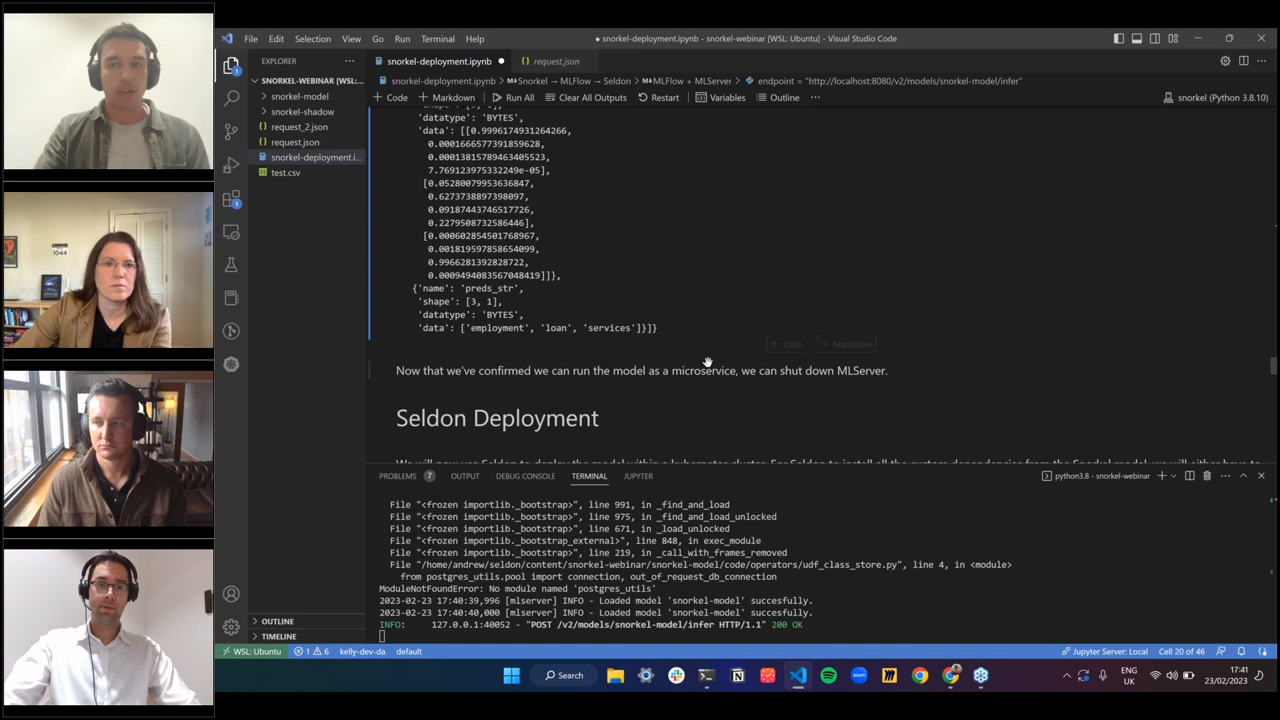 File Edit Selection View Go Run Terminal Help
● snorkel-deployment.ipynb - snorkel-webinar [WSL: Ubuntu] - Visual Studio Code
EXPLORER
snorkel-deployment.ipynb ●
request.json
SNORKEL-WEBINAR [WSL:...
snorkel-model
snorkel-shadow
request_2.json
request.json
snorkel-deployment.i...
test.csv
OUTLINE
TIMELINE
snorkel-deployment.ipynb > Snorkel → MLFlow → Seldon > MLFlow + MLServer > endpoint = "http://localhost:8080/v2/models/snorkel-model/infer"
+ Code + Markdown Run All Clear All Outputs Restart Variables Outline ...
snorkel (Python 3.8.10)
'datatype': 'BYTES',
'data': [[0.9996174931264266,
0.0001666577391859628,
0.00013815789463405523,
7.769123975332249e-05],
[0.05280079953636847,
0.6273738897398097,
0.09187443746517726,
0.2279508732586446],
[0.000602854501768967,
0.001819597858654099,
0.9966281392828722,
0.0009494083567048419]]},
{'name': 'preds_str',
'shape': [3, 1],
'datatype': 'BYTES',
'data': ['employment', 'loan', 'services']}]}
+ Code + Markdown
Now that we've confirmed we can run the model as a microservice, we can shut down MLServer.
Seldon Deployment
PROBLEMS 7 OUTPUT DEBUG CONSOLE TERMINAL JUPYTER
python3.8 - snorkel-webinar
File "<frozen importlib._bootstrap>", line 991, in _find_and_load
File "<frozen importlib._bootstrap>", line 975, in _find_and_load_unlocked
File "<frozen importlib._bootstrap>", line 671, in _load_unlocked
File "<frozen importlib._bootstrap_external>", line 848, in exec_module
File "<frozen importlib._bootstrap>", line 219, in _call_with_frames_removed
File "/home/andrew/seldon/content/snorkel-webinar/snorkel-model/code/operators/udf_class_store.py", line 4, in <module>
from postgres_utils.pool import connection, out_of_request_db_connection
ModuleNotFoundError: No module named 'postgres_utils'
2023-02-23 17:40:39,996 [mlserver] INFO - Loaded model 'snorkel-model' succesfully.
2023-02-23 17:40:40,000 [mlserver] INFO - Loaded model 'snorkel-model' succesfully.
INFO: 127.0.0.1:40052 - "POST /v2/models/snorkel-model/infer HTTP/1.1" 200 OK
WSL: Ubuntu 1 6 kelly-dev-da default
Jupyter Server: Local Cell 20 of 46
Search
ENG
UK
17:41
23/02/2023
1044